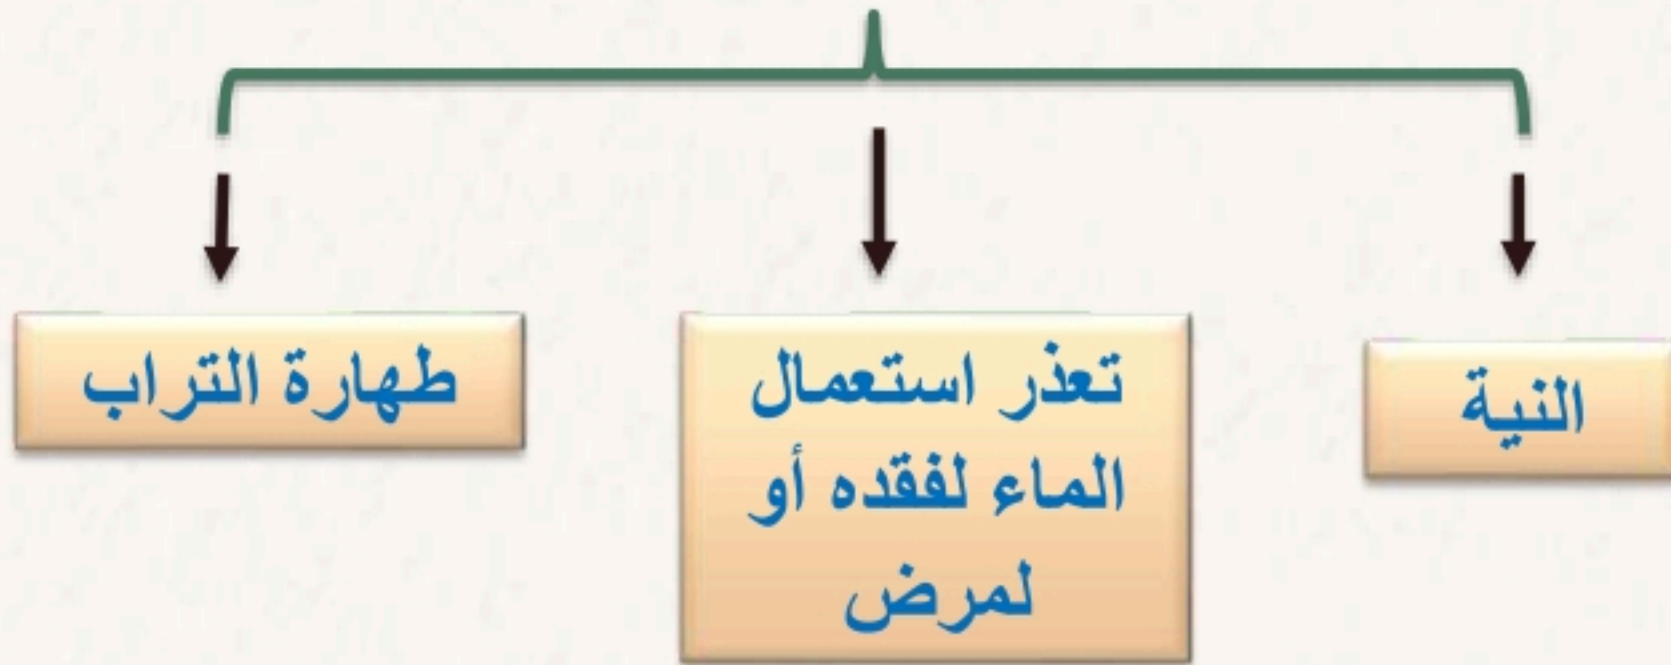 النية
تعذر استعمال
الماء لفقده أو
لمرض
طهارة التراب